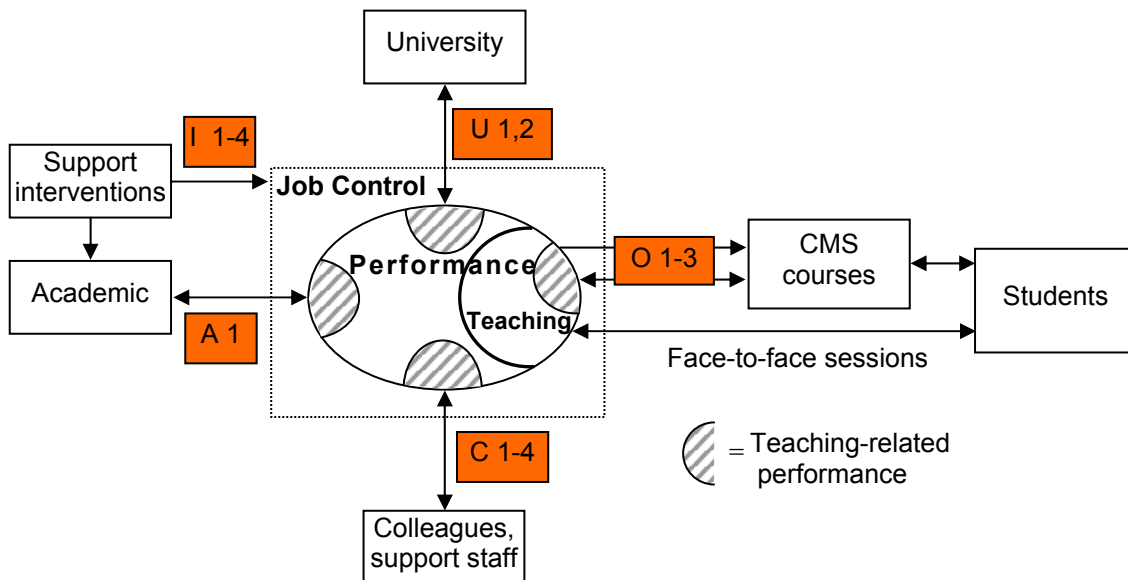 University
I 1-4
U 1,2
Support
interventions
Job Control
Performance
O 1-3
CMS
courses
Academic
Students
Teaching
A 1
Face-to-face sessions
C 1-4
= Teaching-related
performance
Colleagues,
support staff